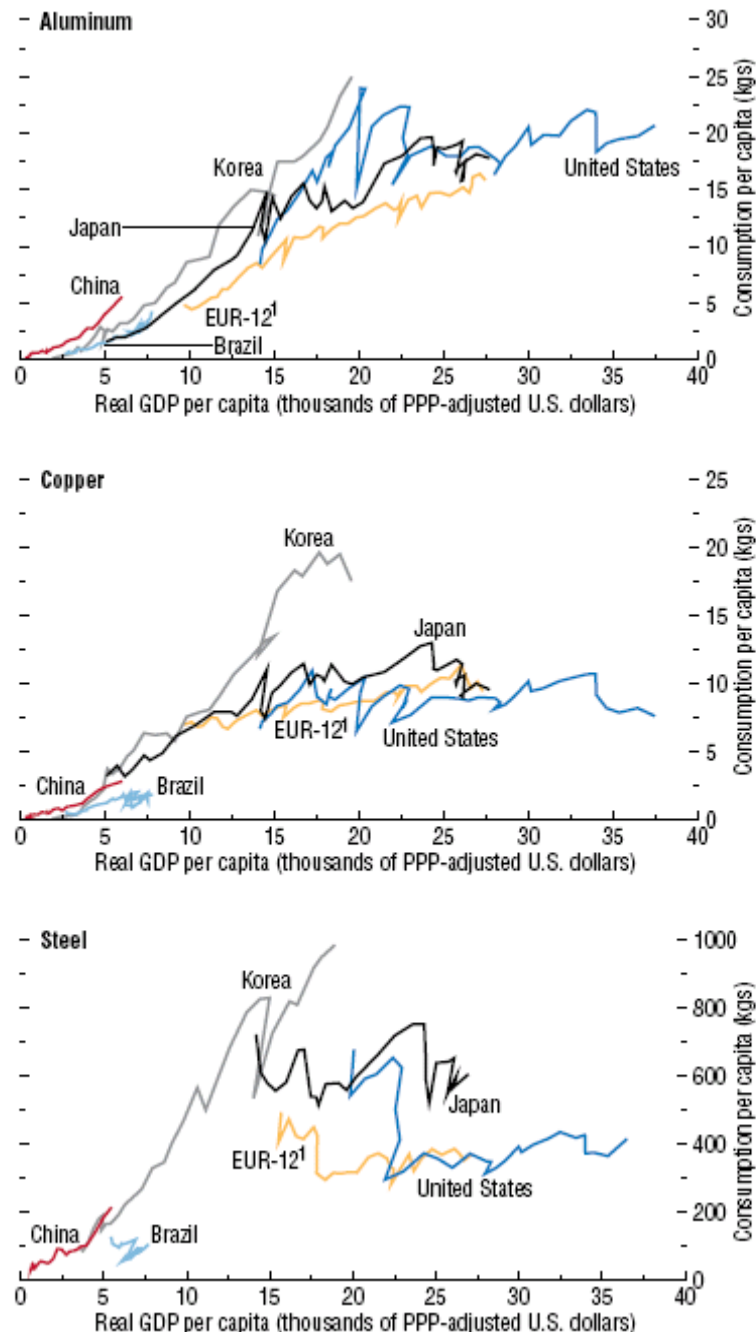 Aluminum
30
25
20
15
10
5
0
Consumption per capita (kgs)
Korea
United States
Japan
China
EUR-12¹
Brazil
0 5 10 15 20 25 30 35 40
Real GDP per capita (thousands of PPP-adjusted U.S. dollars)
Copper
25
20
15
10
5
0
Consumption per capita (kgs)
Korea
Japan
EUR-12¹
United States
China
Brazil
0 5 10 15 20 25 30 35 40
Real GDP per capita (thousands of PPP-adjusted U.S. dollars)
Steel
1000
800
600
400
200
0
Consumption per capita (kgs)
Korea
Japan
EUR-12¹
United States
China
Brazil
0 5 10 15 20 25 30 35 40
Real GDP per capita (thousands of PPP-adjusted U.S. dollars)